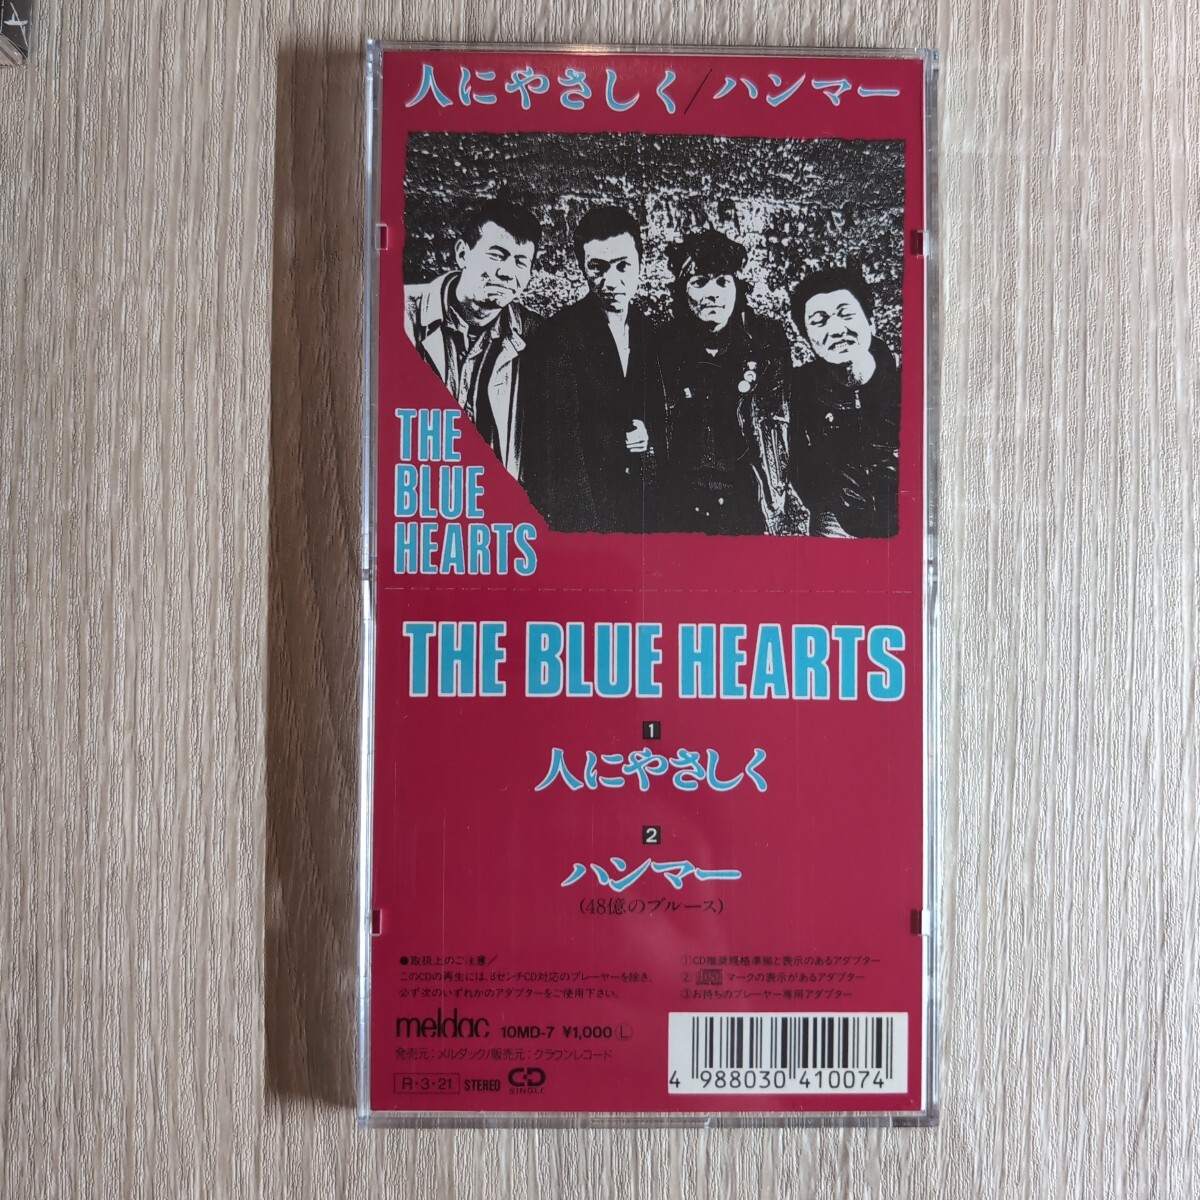 人にやさしく/ハンマー
THE
BLUE
HEARTS
THE BLUE HEARTS
1
人にやさしく
2
ハンマー
(48億のブルース)
●取扱上のご注意/
このCDの再生には、8センチCD対応のプレーヤーを除き、
必ず次のいずれかのアダプターをご使用下さい。
①CD推奨規格準拠と表示のあるアダプター
② マークの表示があるアダプター
③お持ちのプレーヤー専用アダプター
meldac 10MD-7 ¥1,000 Ⓛ
発売元:メルダック/販売元:クラウンレコード
R・3・21 STEREO CD SINGLE
4 988030 410074